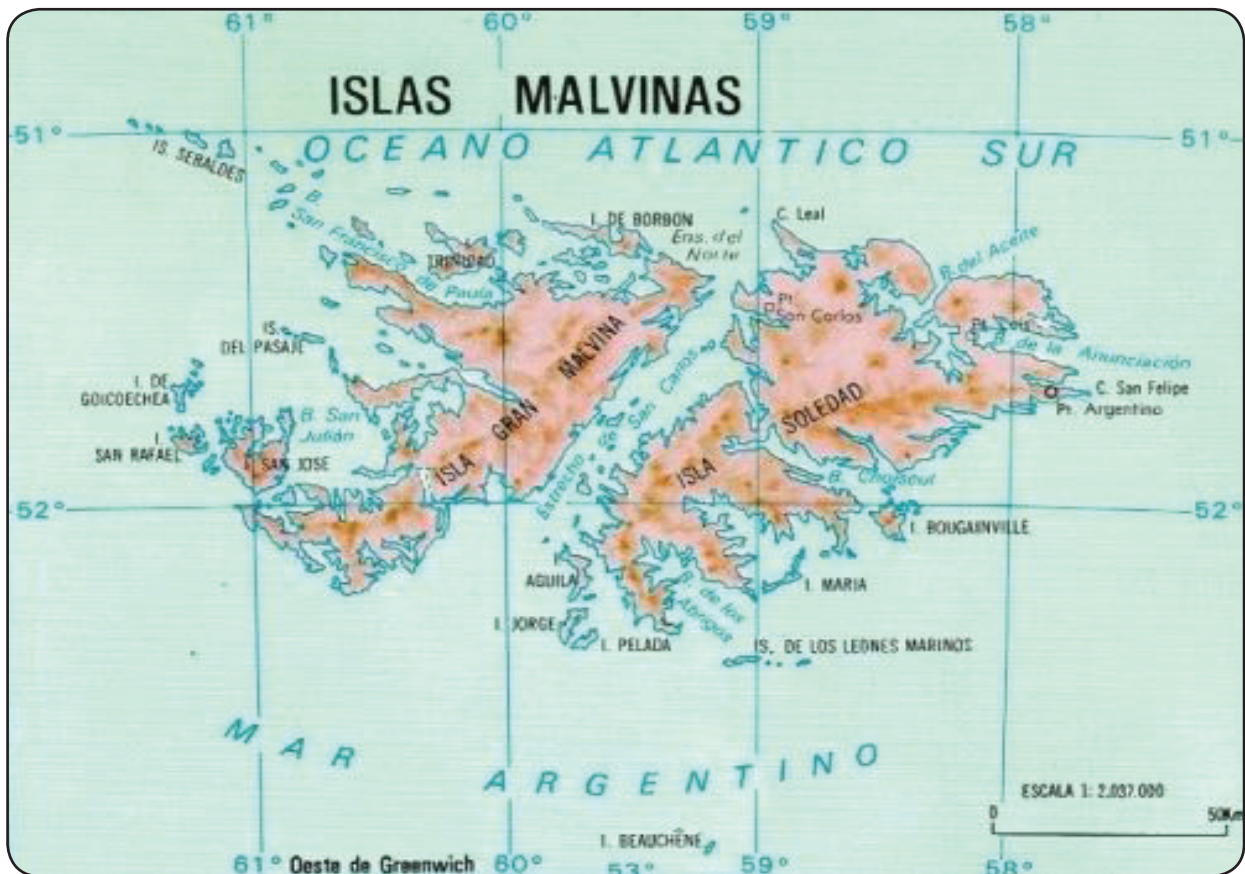 61° 60° 59° 58°
ISLAS MALVINAS
51° 51°
OCEANO ATLANTICO SUR
IS. SEBALDES
B.
San Francisco
de Paula
TRINIDAD
I. DE BORBON
Ens. del
Norte
C. Leal
B. del Aceite
Pt.
San Carlos
IS.
DEL PASAJE
ISLA GRAN MALVINA
Estrecho de San Carlos
B. de la Anunciación
C. San Felipe
Pt. Argentino
I. DE
GOICOECHEA
B. San
Julián
I.
SAN RAFAEL
I. SAN JOSE
ISLA SOLEDAD
B. Choiseul
52° 52°
I. BOUGAINVILLE
AGUILA
I. MARIA
B. de los
Abrigos
I. JORGE
I. PELADA
IS. DE LOS LEONES MARINOS
MAR ARGENTINO
ESCALA 1: 2.037.000
0 50Km
I. BEAUCHÊNE
61° Oeste de Greenwich 60° 53° 59° 58°